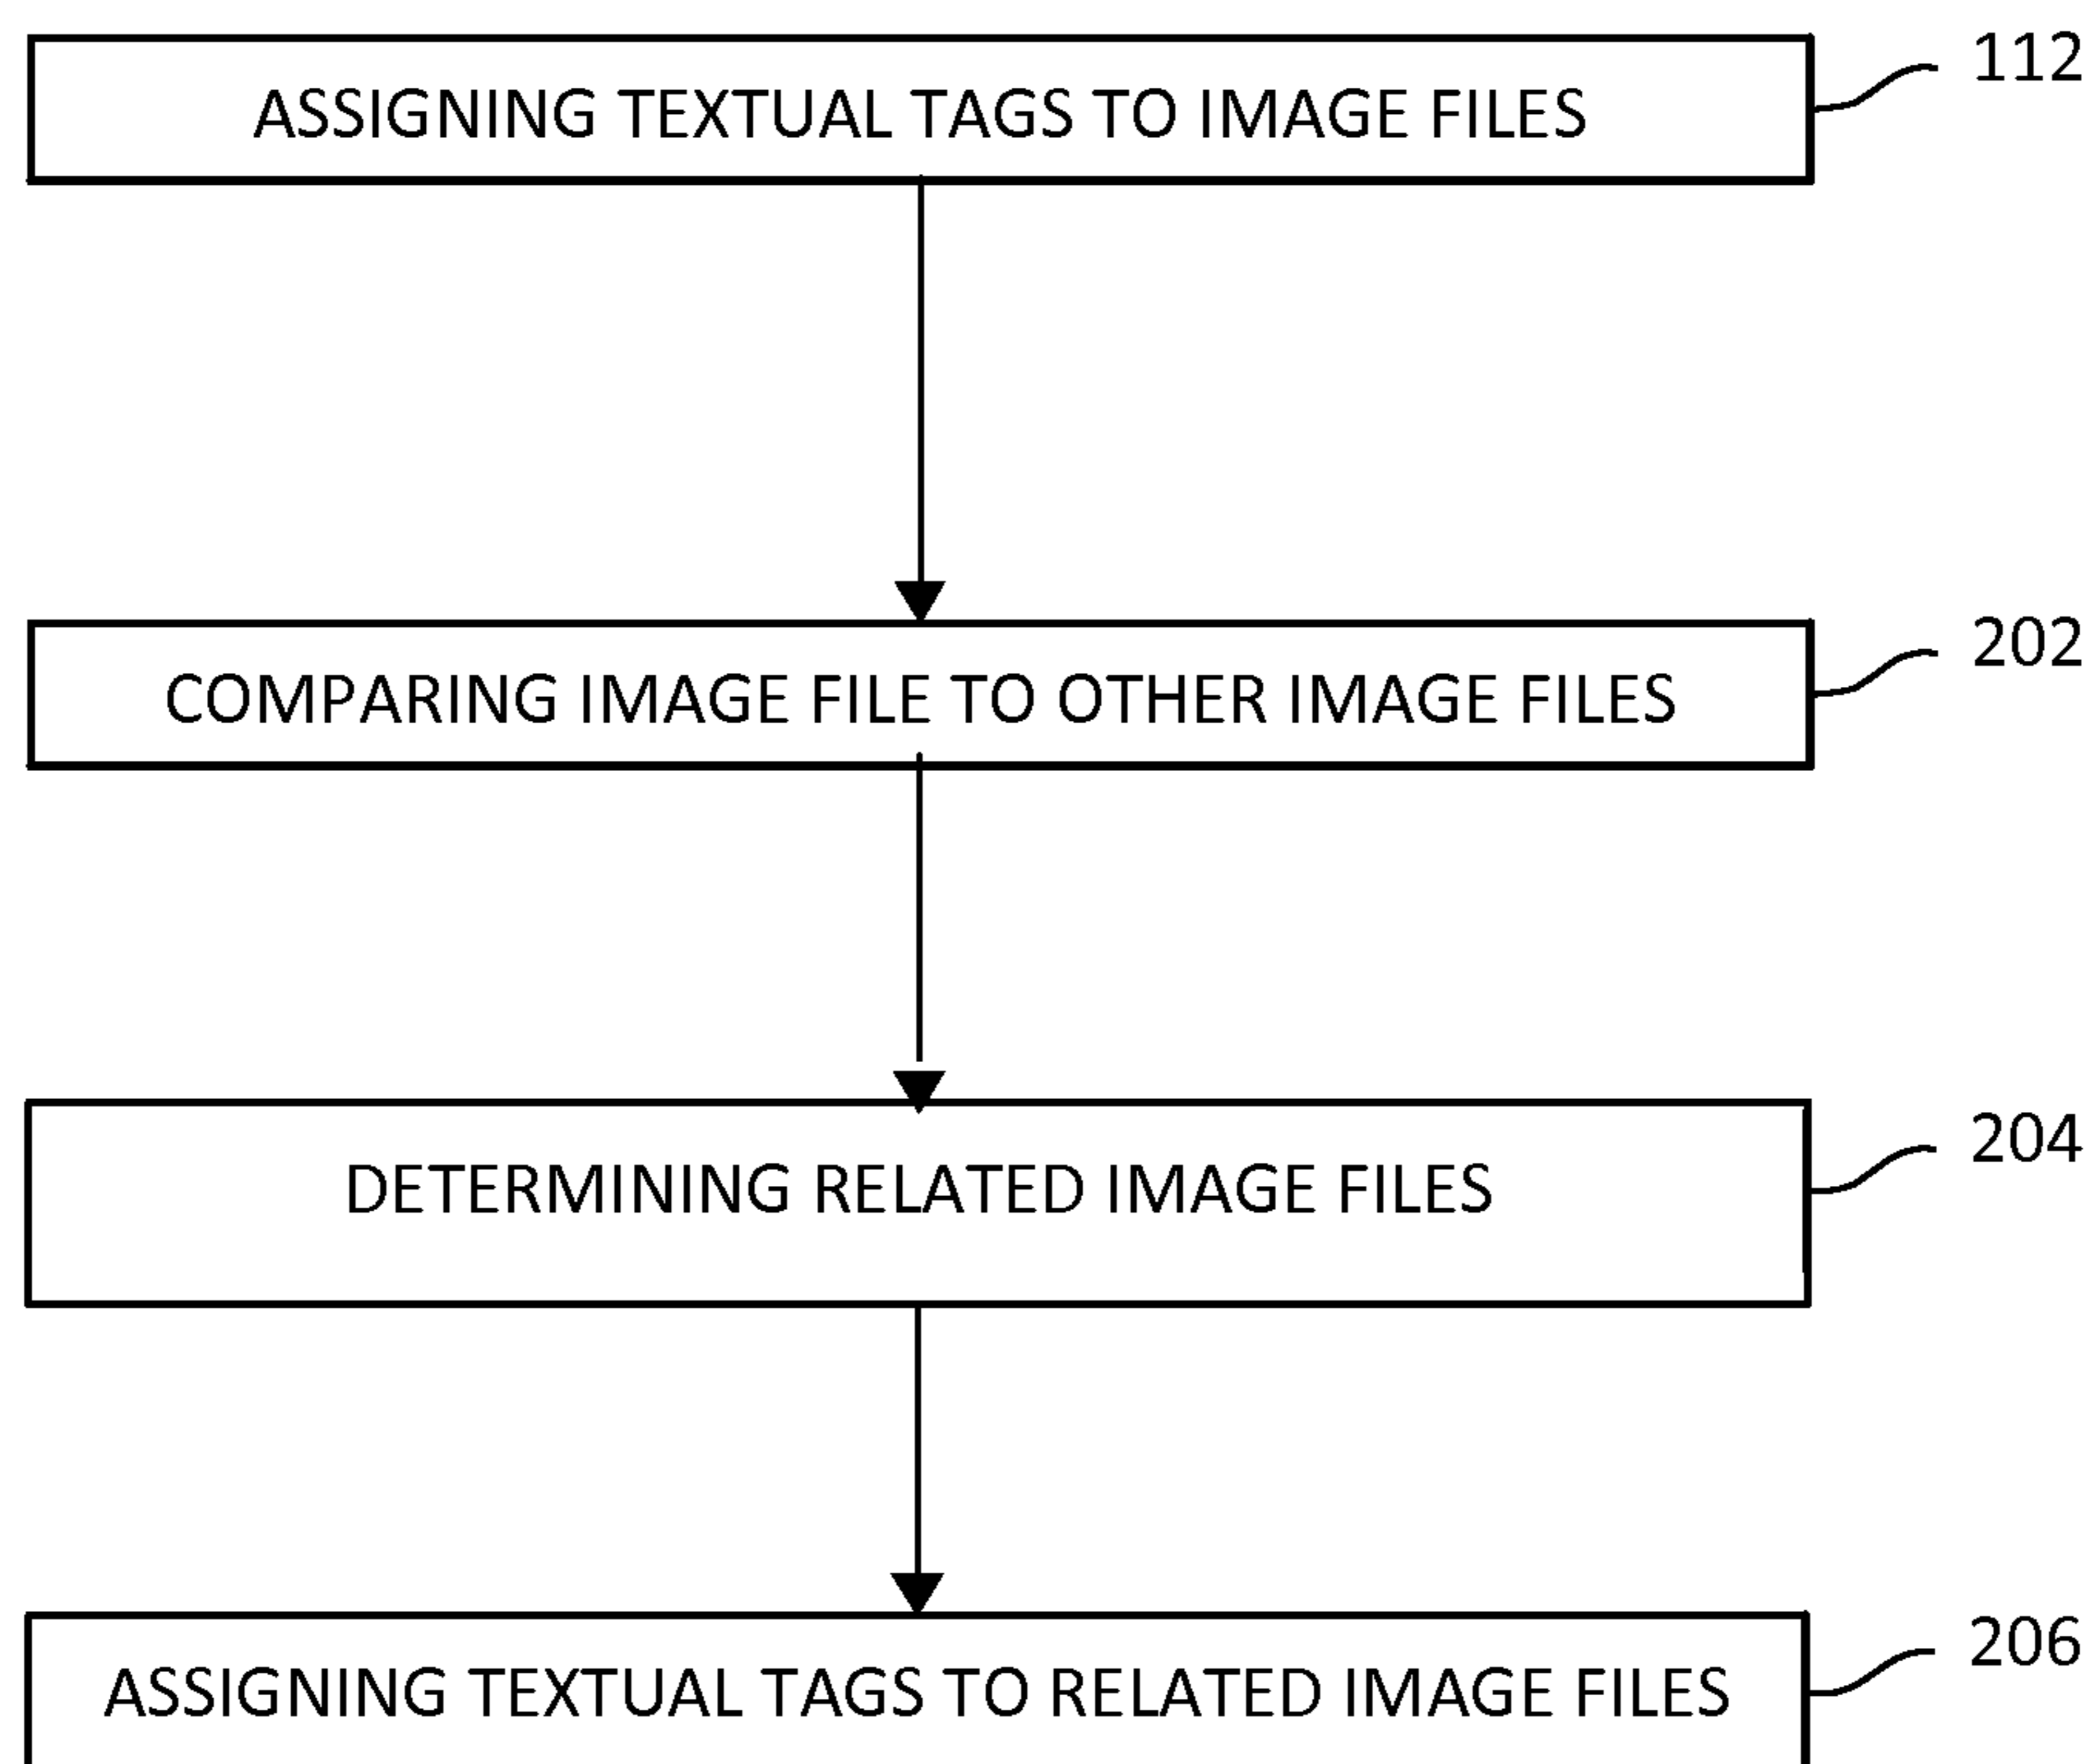 ASSIGNING TEXTUAL TAGS TO IMAGE FILES 112
COMPARING IMAGE FILE TO OTHER IMAGE FILES 202
DETERMINING RELATED IMAGE FILES 204
ASSIGNING TEXTUAL TAGS TO RELATED IMAGE FILES 206